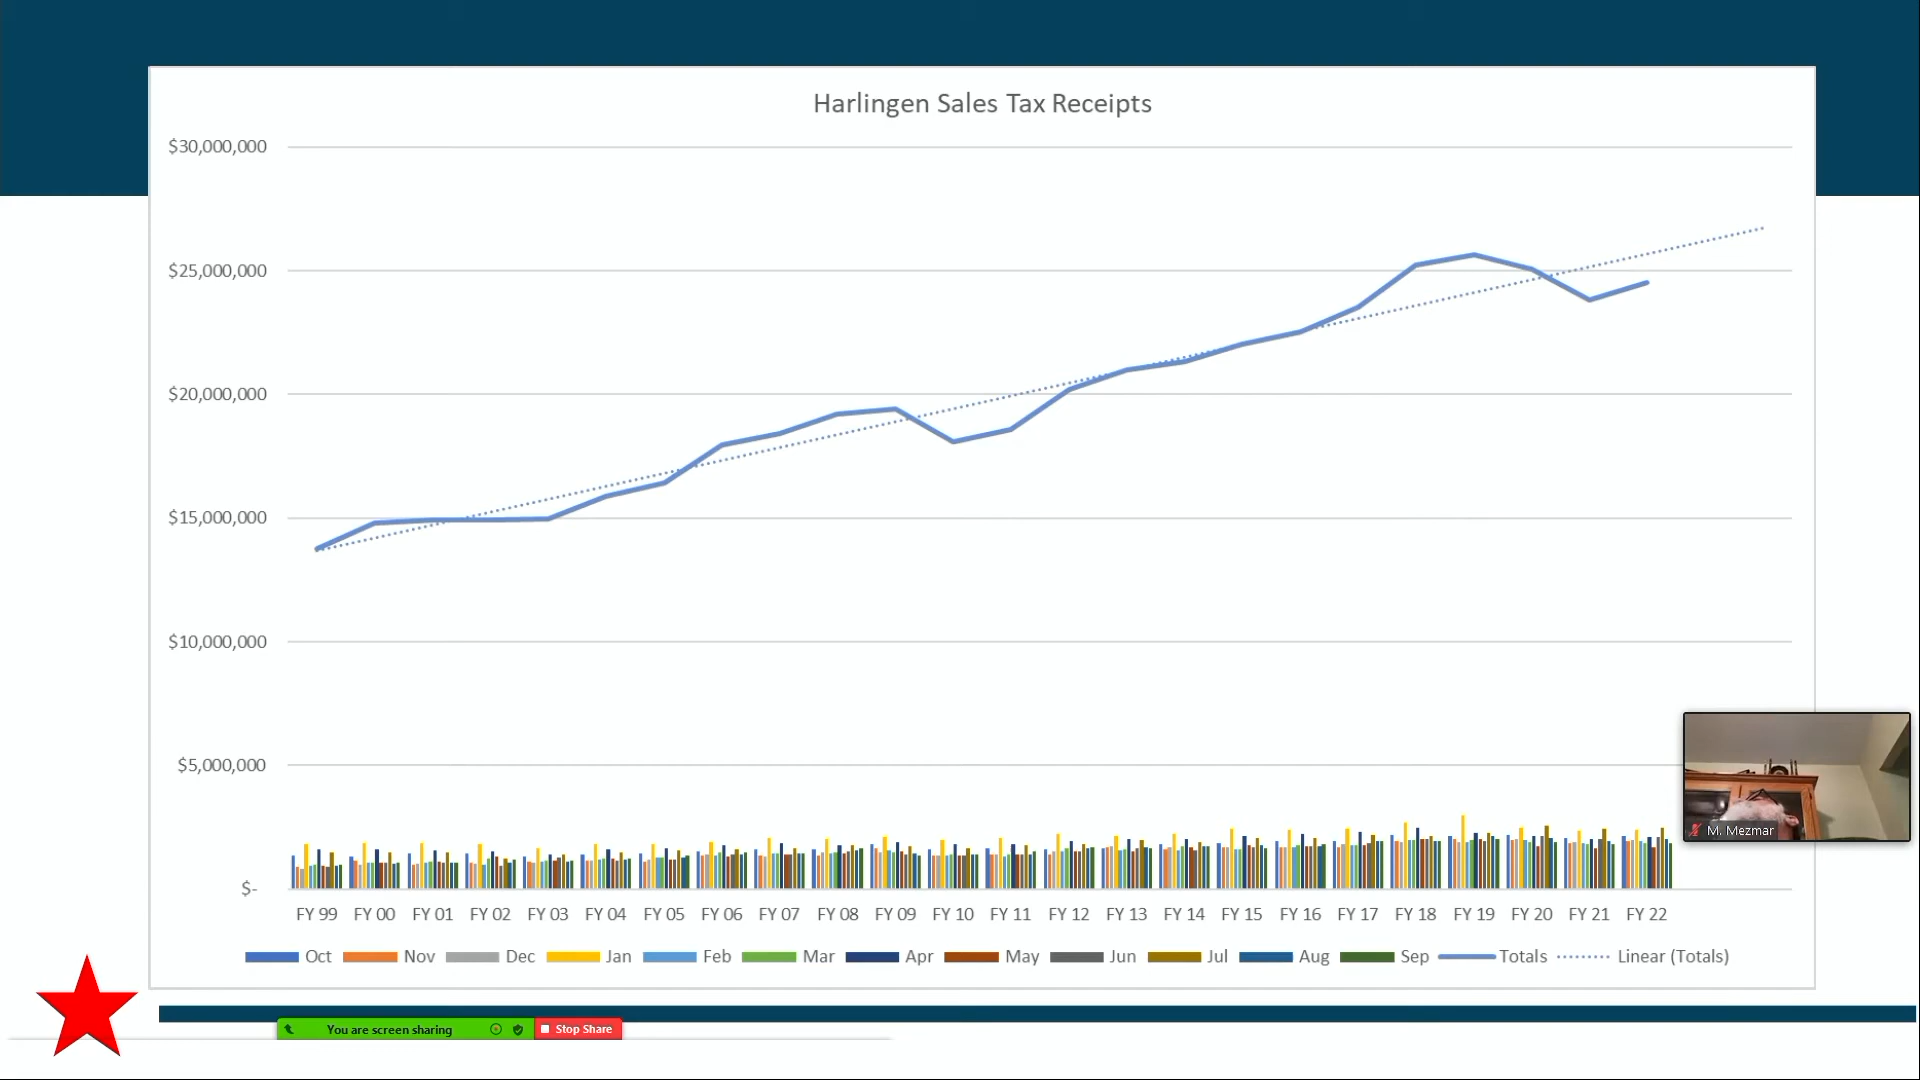 Harlingen Sales Tax Receipts
$30,000,000
$25,000,000
$20,000,000
$15,000,000
$10,000,000
$5,000,000
$-
FY 99 FY 00 FY 01 FY 02 FY 03 FY 04 FY 05 FY 06 FY 07 FY 08 FY 09 FY 10 FY 11 FY 12 FY 13 FY 14 FY 15 FY 16 FY 17 FY 18 FY 19 FY 20 FY 21 FY 22
Oct Nov Dec Jan Feb Mar Apr May Jun Jul Aug Sep Totals Linear (Totals)
M. Mezmar
You are screen sharing Stop Share